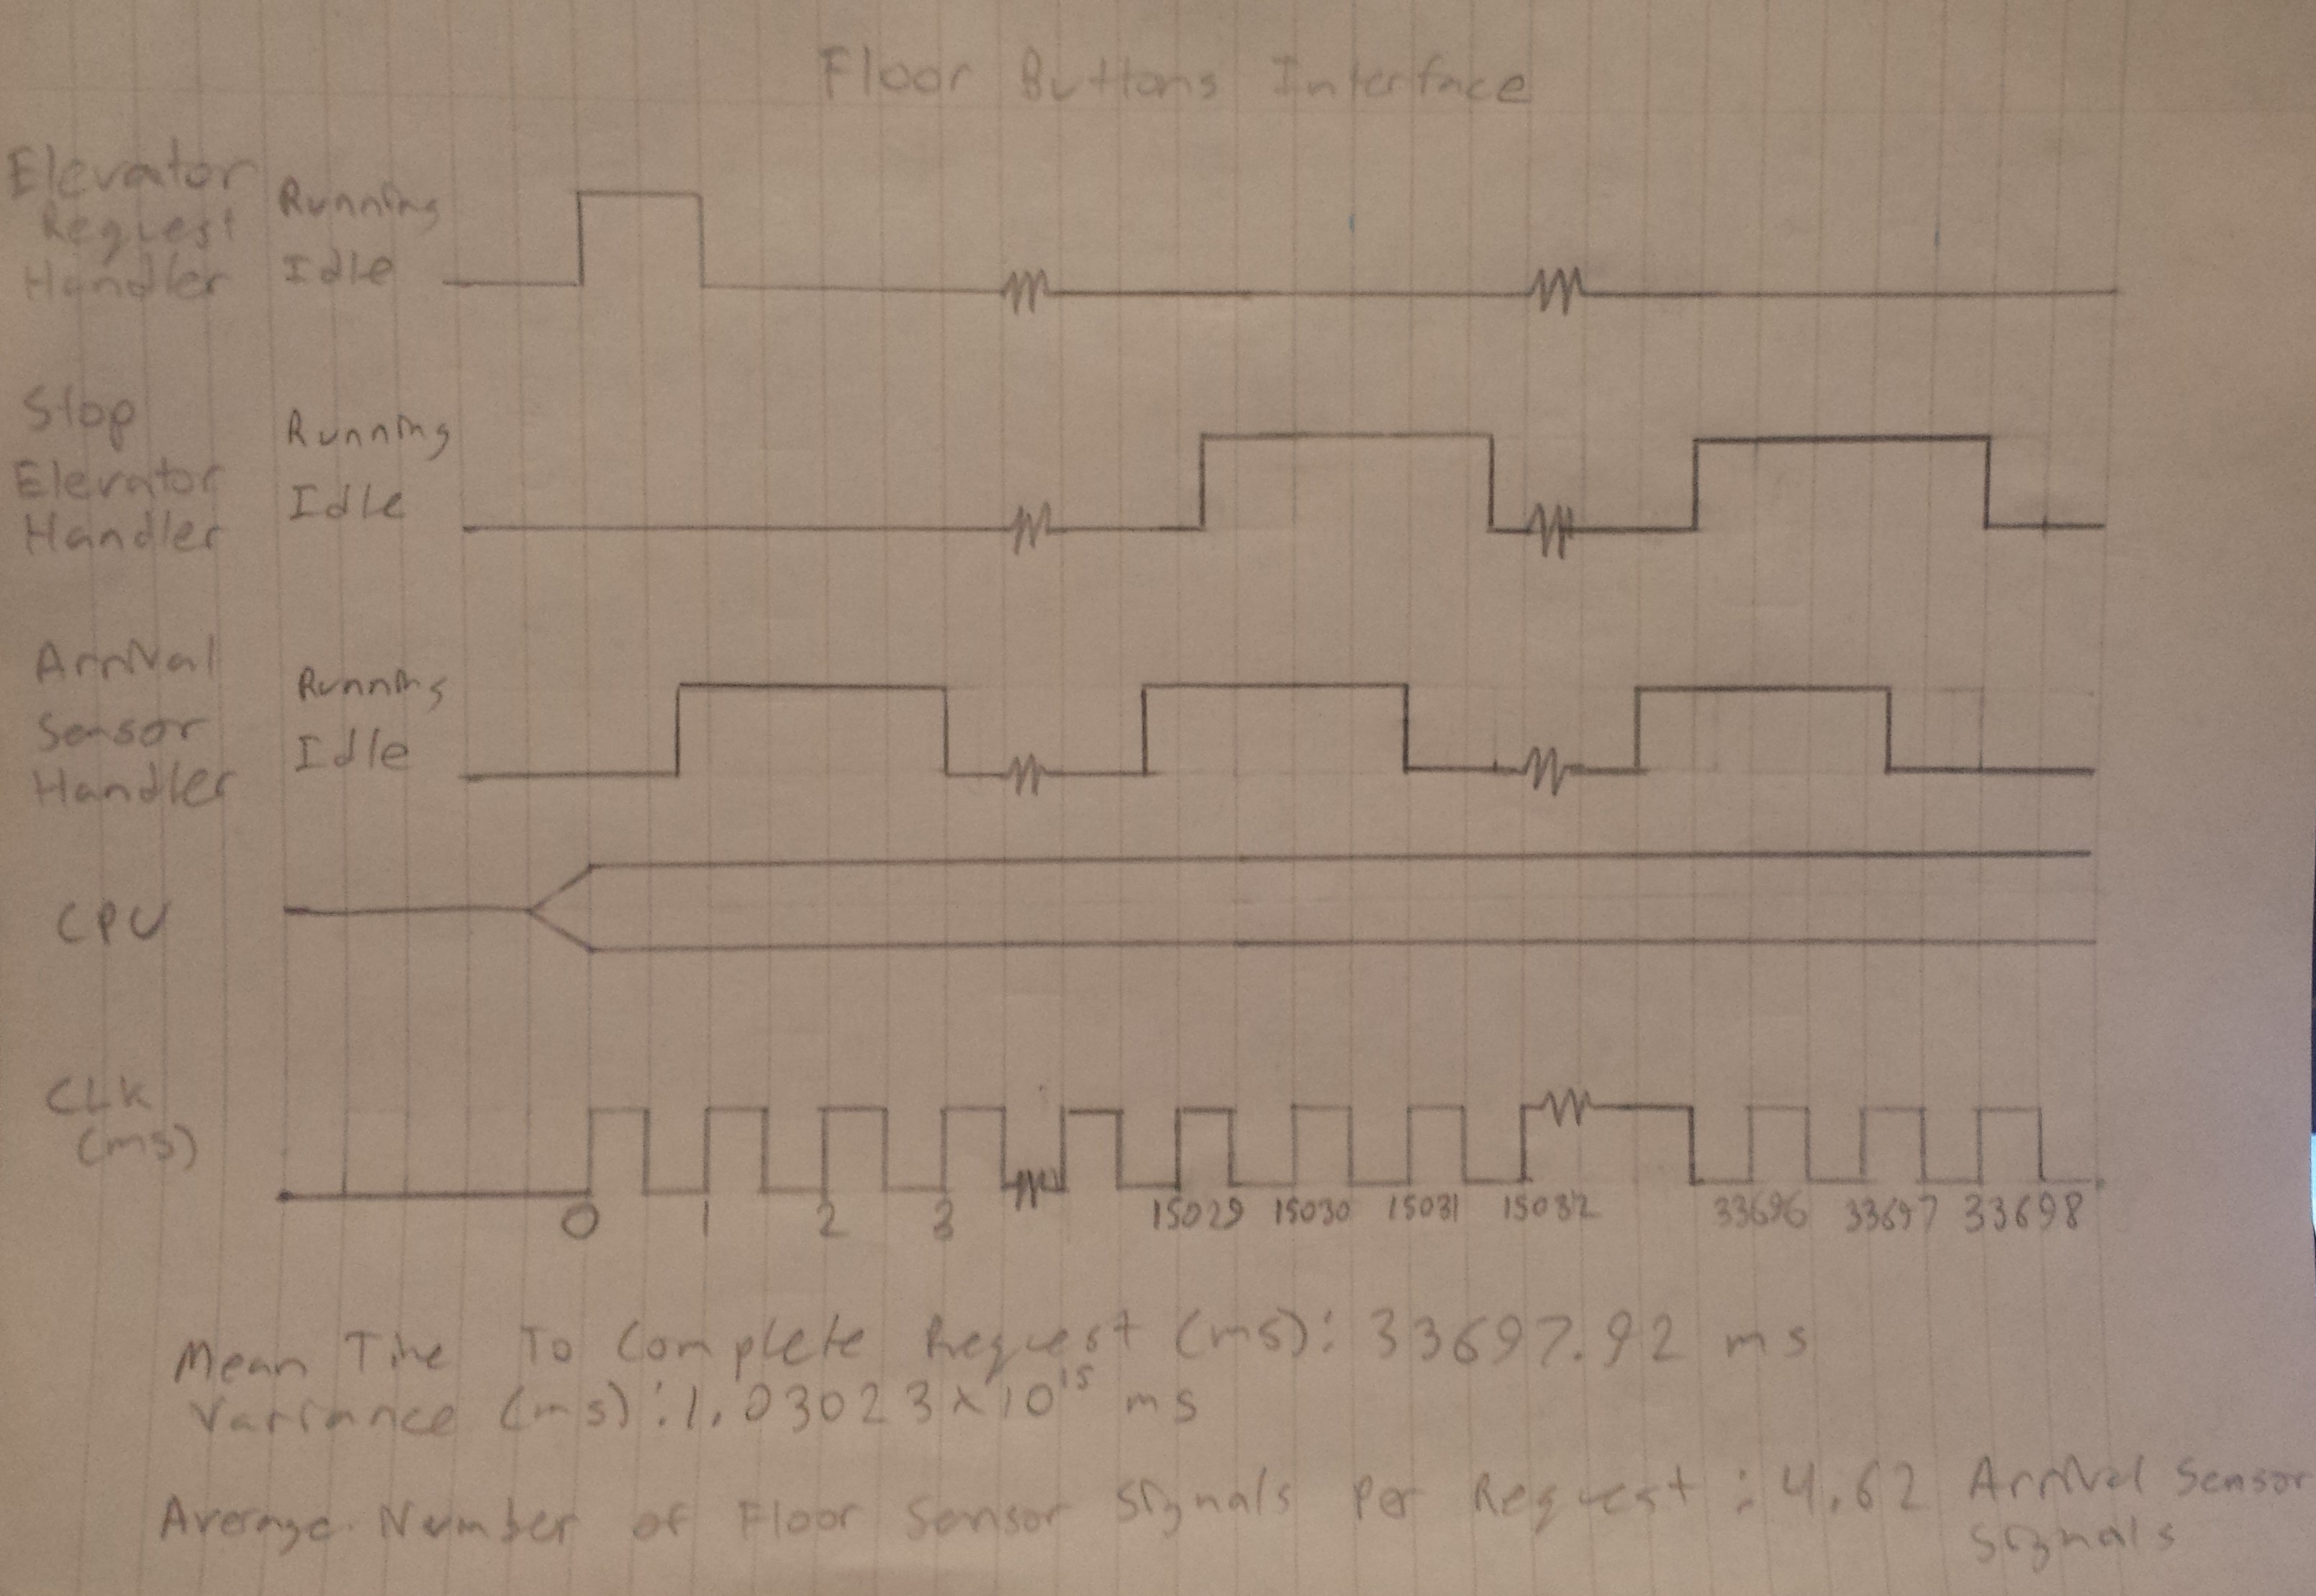 Floor Buttons Interface
Elevator
Request
Handler
Running
Idle
Stop
Elevator
Handler
Running
Idle
Arrival
Sensor
Handler
Running
Idle
CPU
CLK
(ms)
0 1 2 3 15029 15030 15031 15032 33696 33697 33698
Mean Time To Complete Request (ms): 33697.92 ms
Variance (ms): 1.03023x10^15 ms
Average Number of Floor Sensor Signals Per Request : 4.62 Arrival Sensor
Signals